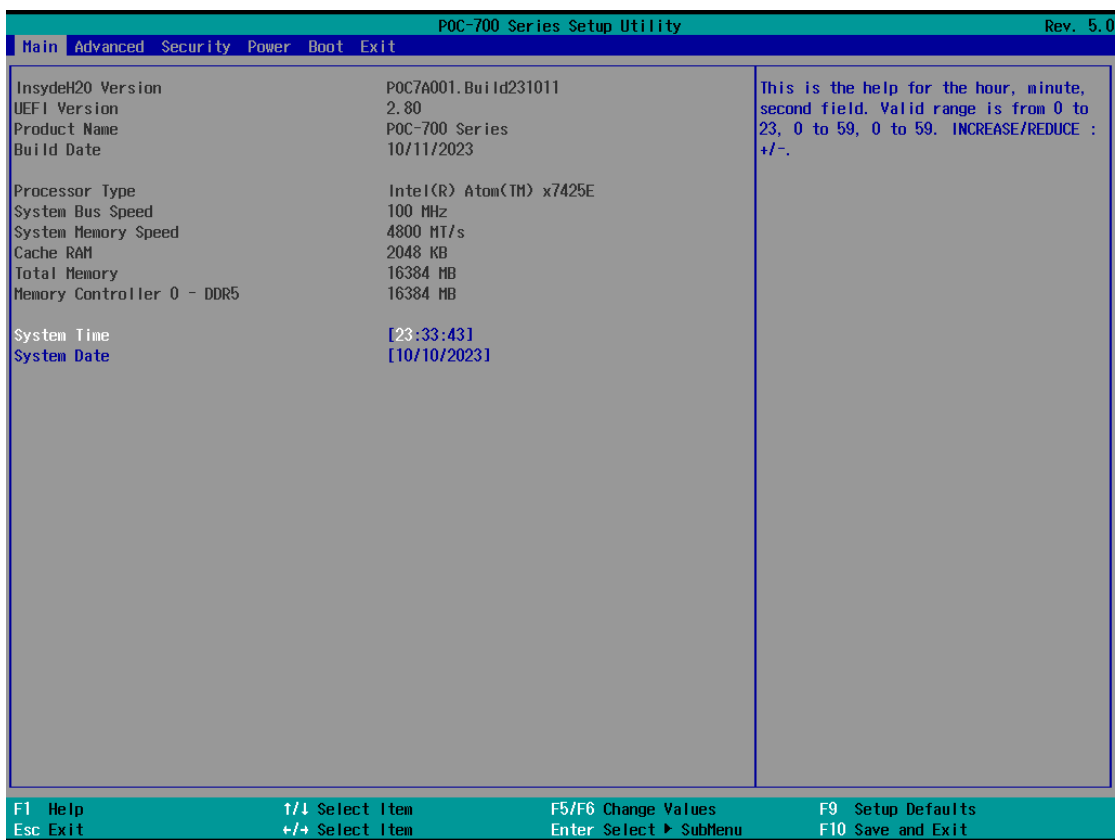 POC-700 Series Setup Utility Rev. 5.0
Main Advanced Security Power Boot Exit
InsydeH2O Version POC7A001.Build231011
UEFI Version 2.80
Product Name POC-700 Series
Build Date 10/11/2023
Processor Type Intel(R) Atom(TM) x7425E
System Bus Speed 100 MHz
System Memory Speed 4800 MT/s
Cache RAM 2048 KB
Total Memory 16384 MB
Memory Controller 0 - DDR5 16384 MB
System Time [23:33:43]
System Date [10/10/2023]
This is the help for the hour, minute,
second field. Valid range is from 0 to
23, 0 to 59, 0 to 59. INCREASE/REDUCE :
+/-.
F1 Help ↑/↓ Select Item F5/F6 Change Values F9 Setup Defaults
Esc Exit ←/→ Select Item Enter Select ▶ SubMenu F10 Save and Exit